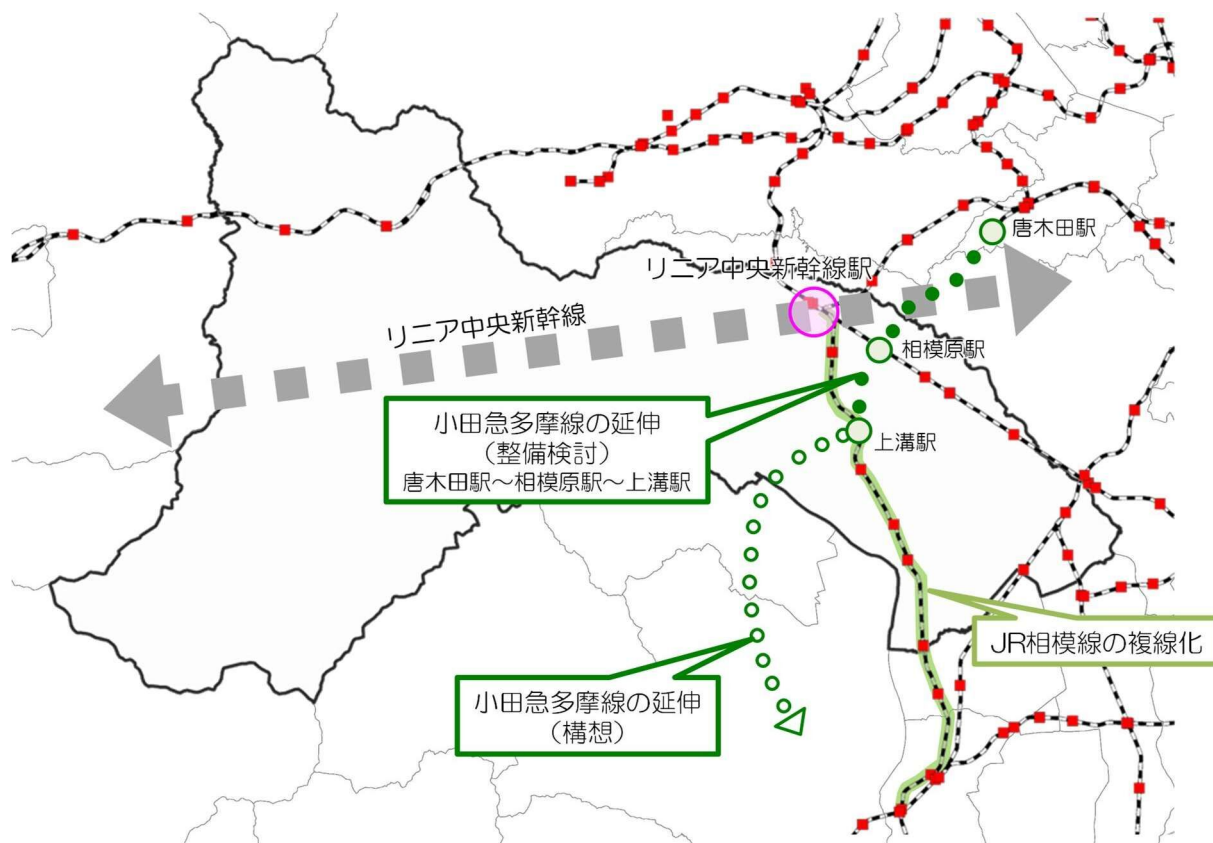 唐木田駅
リニア中央新幹線駅
リニア中央新幹線
相模原駅
小田急多摩線の延伸
(整備検討)
唐木田駅~相模原駅~上溝駅
上溝駅
JR相模線の複線化
小田急多摩線の延伸
(構想)